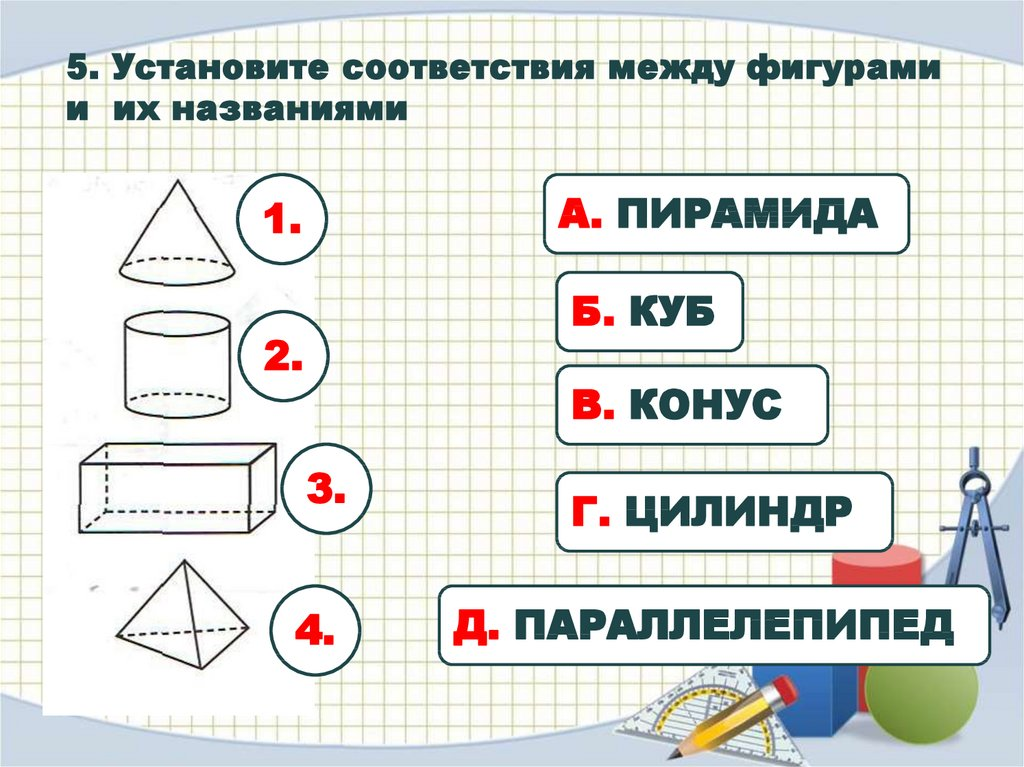 5. Установите соответствия между фигурами
и их названиями
1.
А. ПИРАМИДА
Б. КУБ
2.
В. КОНУС
3.
Г. ЦИЛИНДР
4.
Д. ПАРАЛЛЕЛЕПИПЕД